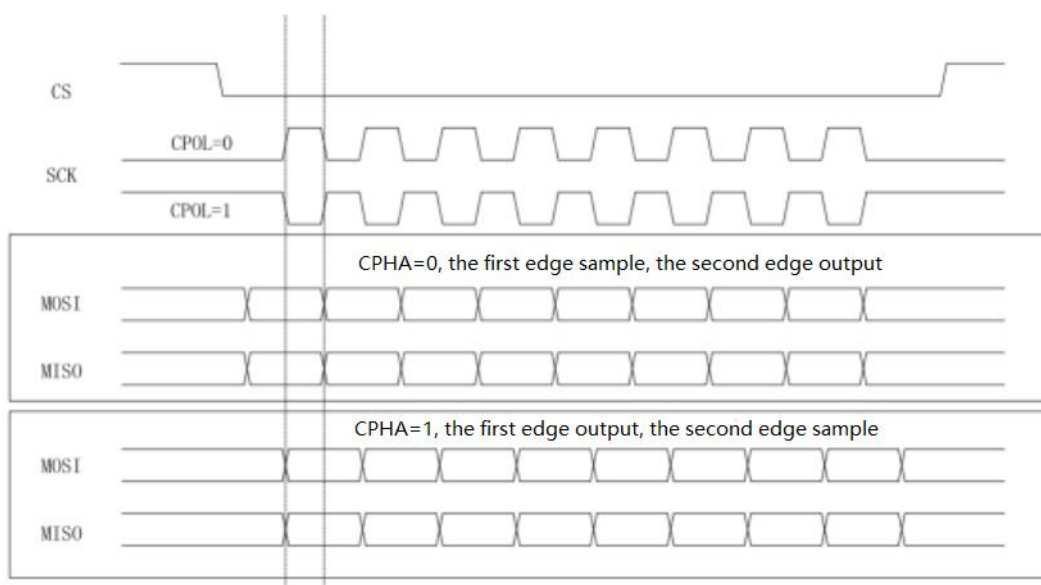 CS
CPOL=0
SCK
CPOL=1
CPHA=0, the first edge sample, the second edge output
MOSI
MISO
CPHA=1, the first edge output, the second edge sample
MOSI
MISO